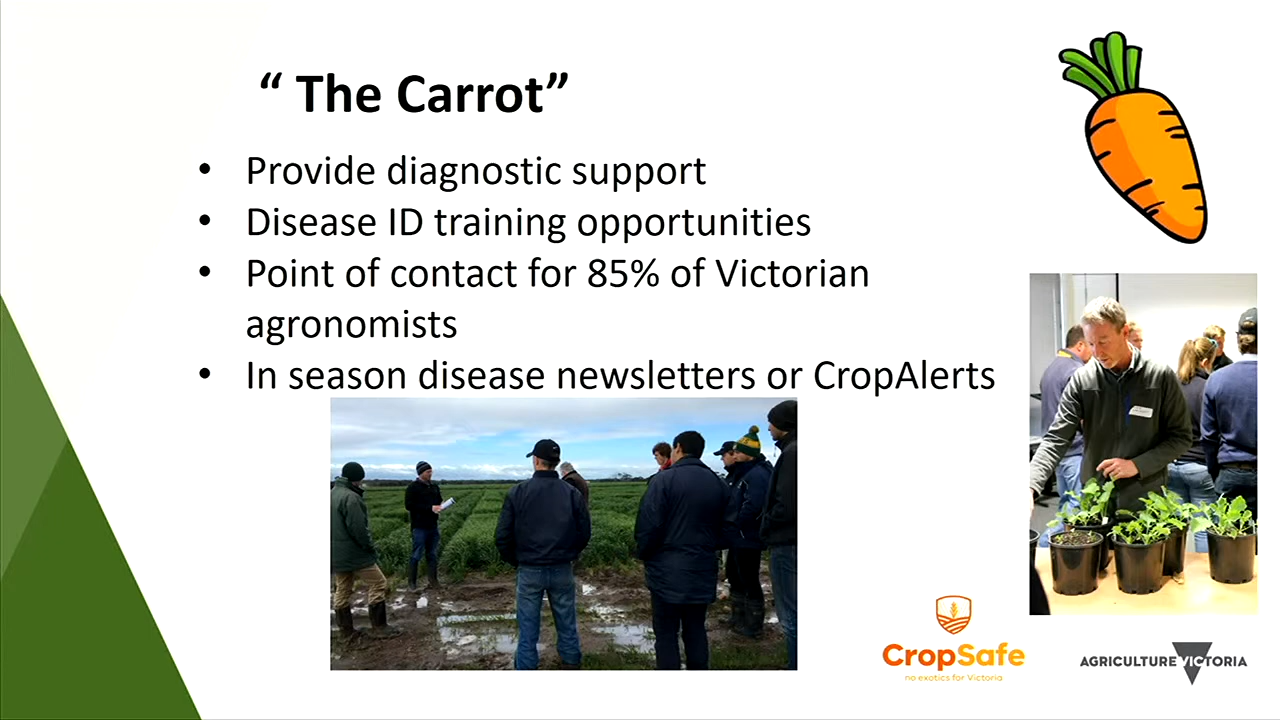 “ The Carrot”
• Provide diagnostic support
• Disease ID training opportunities
• Point of contact for 85% of Victorian
agronomists
• In season disease newsletters or CropAlerts
CropSafe
no exotics for Victoria
AGRICULTURE VICTORIA